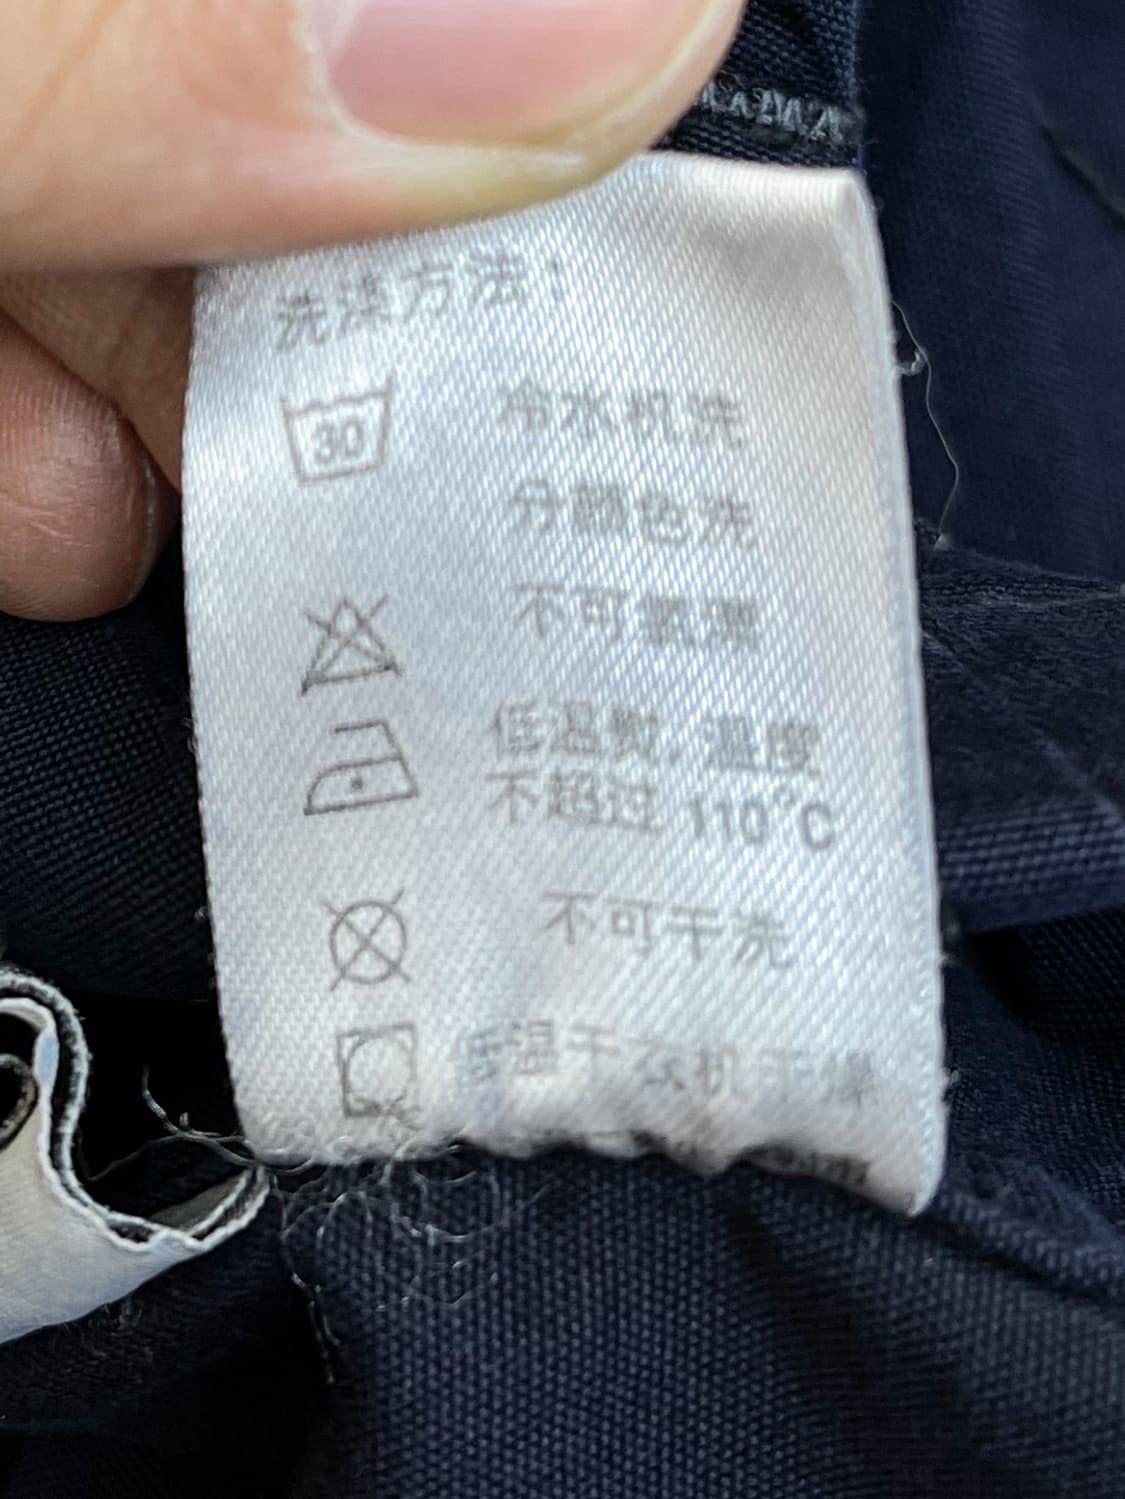 洗涤方法：
30
冷水机洗
分颜色洗
不可氯漂
低温熨,温度
不超过 110°C
不可干洗
低温干衣机干燥